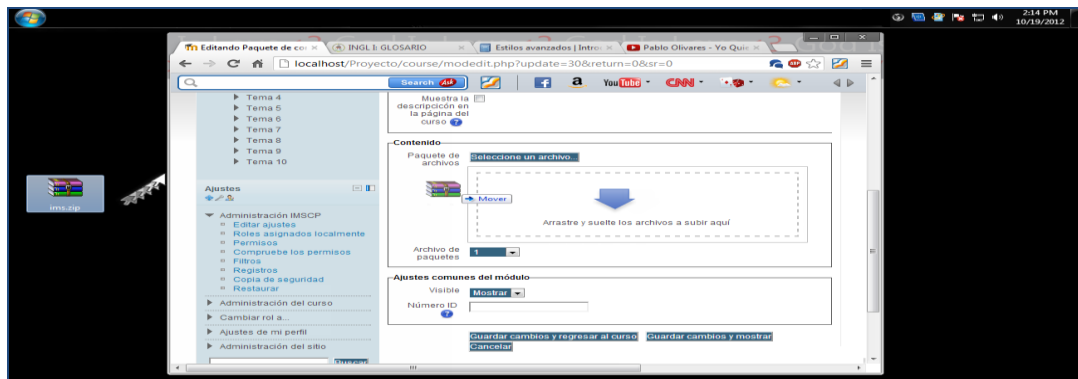 2:14 PM
10/19/2012
Editando Paquete de co
INGL I: GLOSARIO
Estilos avanzados | Intro
Pablo Olivares - Yo Quie
localhost/Proyecto/course/modedit.php?update=30&return=0&sr=0
ABP
Search Ask
f
a
YouTube
CNN
Tema 4
Tema 5
Tema 6
Tema 7
Tema 8
Tema 9
Tema 10
Ajustes
Administración IMSCP
Editar ajustes
Roles asignados localmente
Permisos
Compruebe los permisos
Filtros
Registros
Copia de seguridad
Restaurar
Administración del curso
Cambiar rol a...
Ajustes de mi perfil
Administración del sitio
Buscar
Muestra la
descripción en
la página del
curso
Contenido
Paquete de
archivos
Seleccione un archivo...
Mover
Arrastre y suelte los archivos a subir aquí
Archivo de
paquetes
1
Ajustes comunes del módulo
Visible
Mostrar
Número ID
Guardar cambios y regresar al curso
Guardar cambios y mostrar
Cancelar
ims.zip